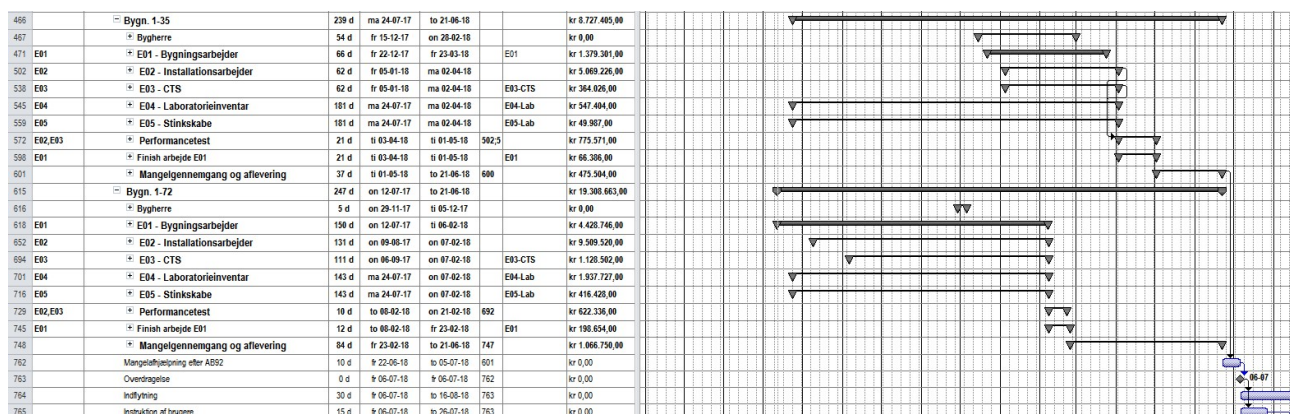 466 Bygn. 1-35 239 d ma 24-07-17 to 21-06-18 kr 8.727.405,00
467 Bygherre 54 d fr 15-12-17 on 28-02-18 kr 0,00
471 E01 E01 - Bygningsarbejder 66 d fr 22-12-17 fr 23-03-18 E01 kr 1.379.301,00
502 E02 E02 - Installationsarbejder 62 d fr 05-01-18 ma 02-04-18 kr 5.069.226,00
538 E03 E03 - CTS 62 d fr 05-01-18 ma 02-04-18 E03-CTS kr 364.026,00
545 E04 E04 - Laboratorieinventar 181 d ma 24-07-17 ma 02-04-18 E04-Lab kr 547.404,00
559 E05 E05 - Stinkskabe 181 d ma 24-07-17 ma 02-04-18 E05-Lab kr 49.987,00
572 E02,E03 Performancetest 21 d ti 03-04-18 ti 01-05-18 502;5 kr 775.571,00
598 E01 Finish arbejde E01 21 d ti 03-04-18 ti 01-05-18 E01 kr 66.386,00
601 Mangelgennemgang og aflevering 37 d ti 01-05-18 to 21-06-18 600 kr 475.504,00
615 Bygn. 1-72 247 d on 12-07-17 to 21-06-18 kr 19.308.663,00
616 Bygherre 5 d on 29-11-17 ti 05-12-17 kr 0,00
618 E01 E01 - Bygningsarbejder 150 d on 12-07-17 ti 06-02-18 kr 4.428.746,00
652 E02 E02 - Installationsarbejder 131 d on 09-08-17 on 07-02-18 kr 9.509.520,00
694 E03 E03 - CTS 111 d on 06-09-17 on 07-02-18 E03-CTS kr 1.128.502,00
701 E04 E04 - Laboratorieinventar 143 d ma 24-07-17 on 07-02-18 E04-Lab kr 1.937.727,00
716 E05 E05 - Stinkskabe 143 d ma 24-07-17 on 07-02-18 E05-Lab kr 416.428,00
729 E02,E03 Performancetest 10 d to 08-02-18 on 21-02-18 692 kr 622.336,00
745 E01 Finish arbejde E01 12 d to 08-02-18 fr 23-02-18 E01 kr 198.654,00
748 Mangelgennemgang og aflevering 84 d fr 23-02-18 to 21-06-18 747 kr 1.066.750,00
762 Mangelafhjælpning efter AB92 10 d fr 22-06-18 to 05-07-18 601 kr 0,00
763 Overdragelse 0 d fr 06-07-18 fr 06-07-18 762 kr 0,00 06-07
764 Indflytning 30 d fr 06-07-18 to 16-08-18 763 kr 0,00
765 Instruktion af brugere 15 d fr 06-07-18 to 26-07-18 763 kr 0,00